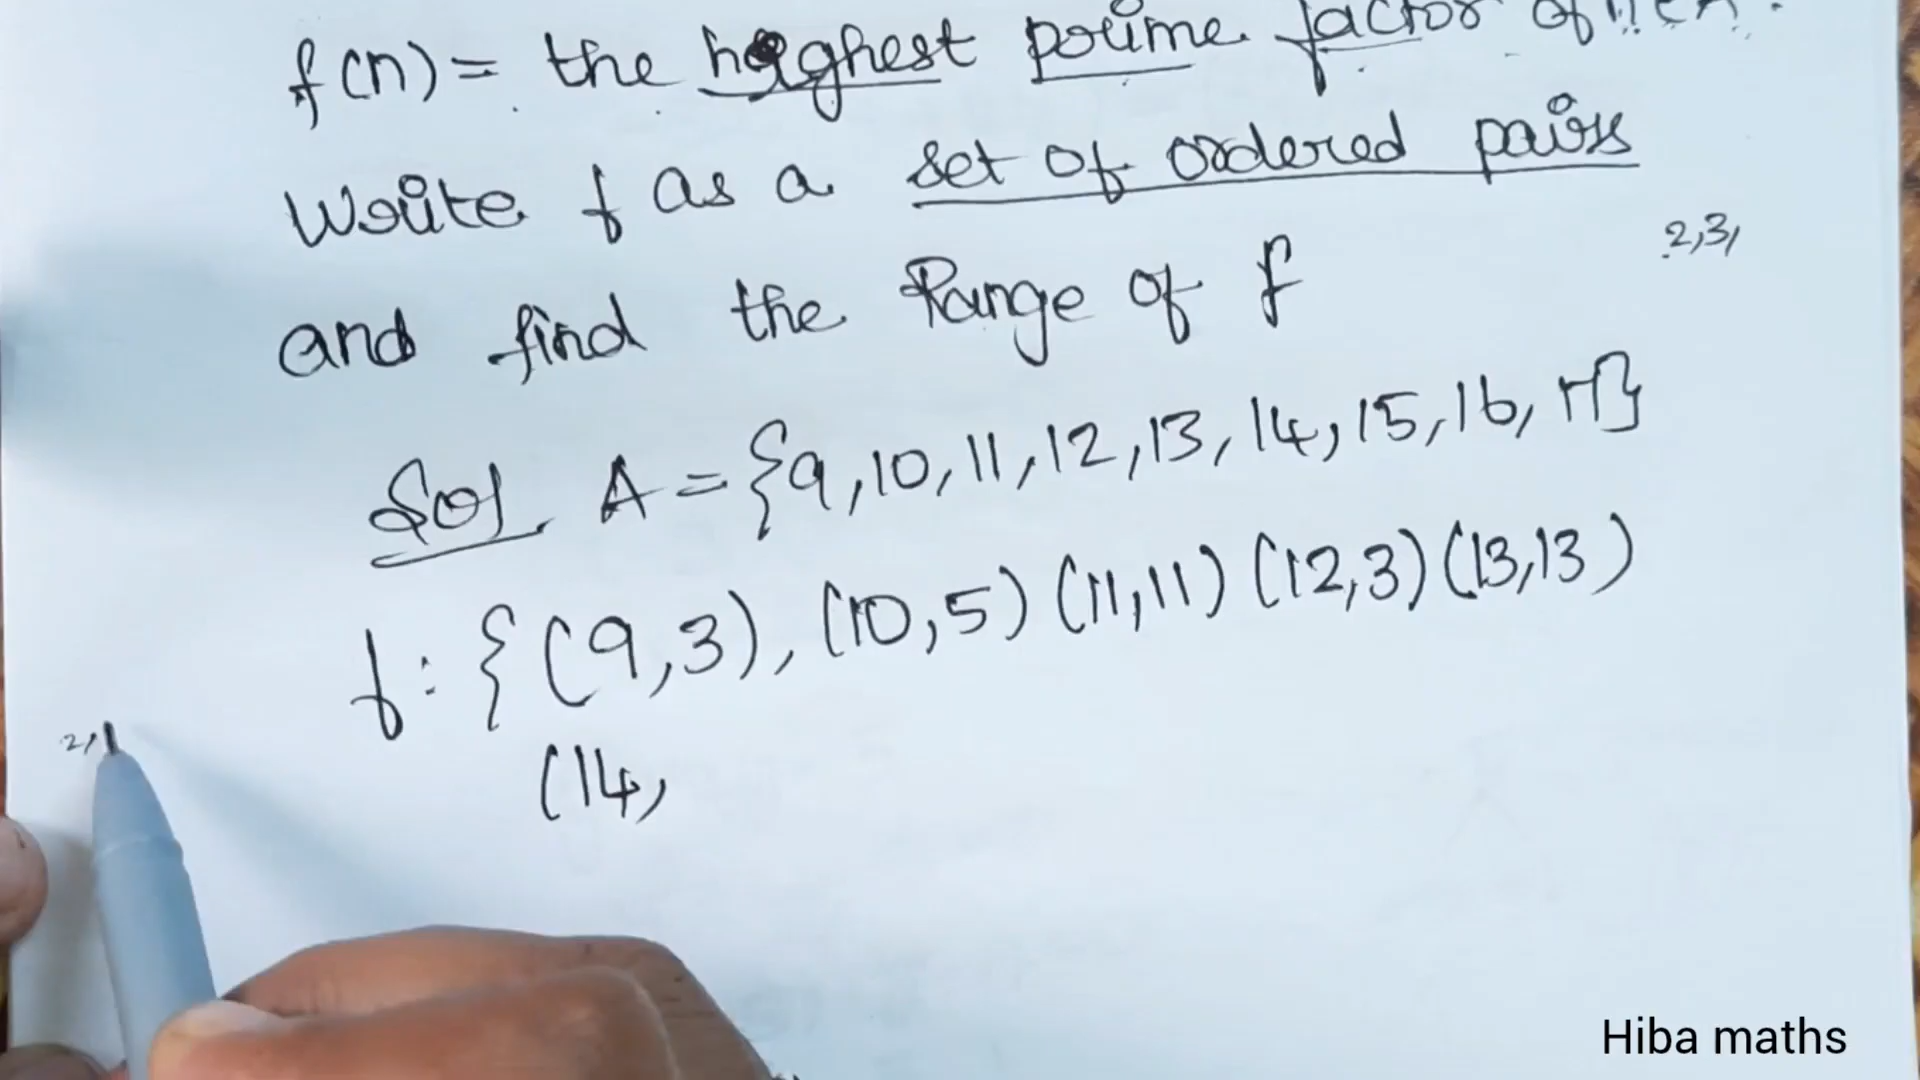 f(n) = the highest prime factor of n ∈ A.
Write f as a set of ordered pairs
2,3,
and find the Range of f
Sol A = {9,10,11,12,13,14,15,16,17}
f: {(9,3), (10,5) (11,11) (12,3) (13,13)
2,
(14,
Hiba maths